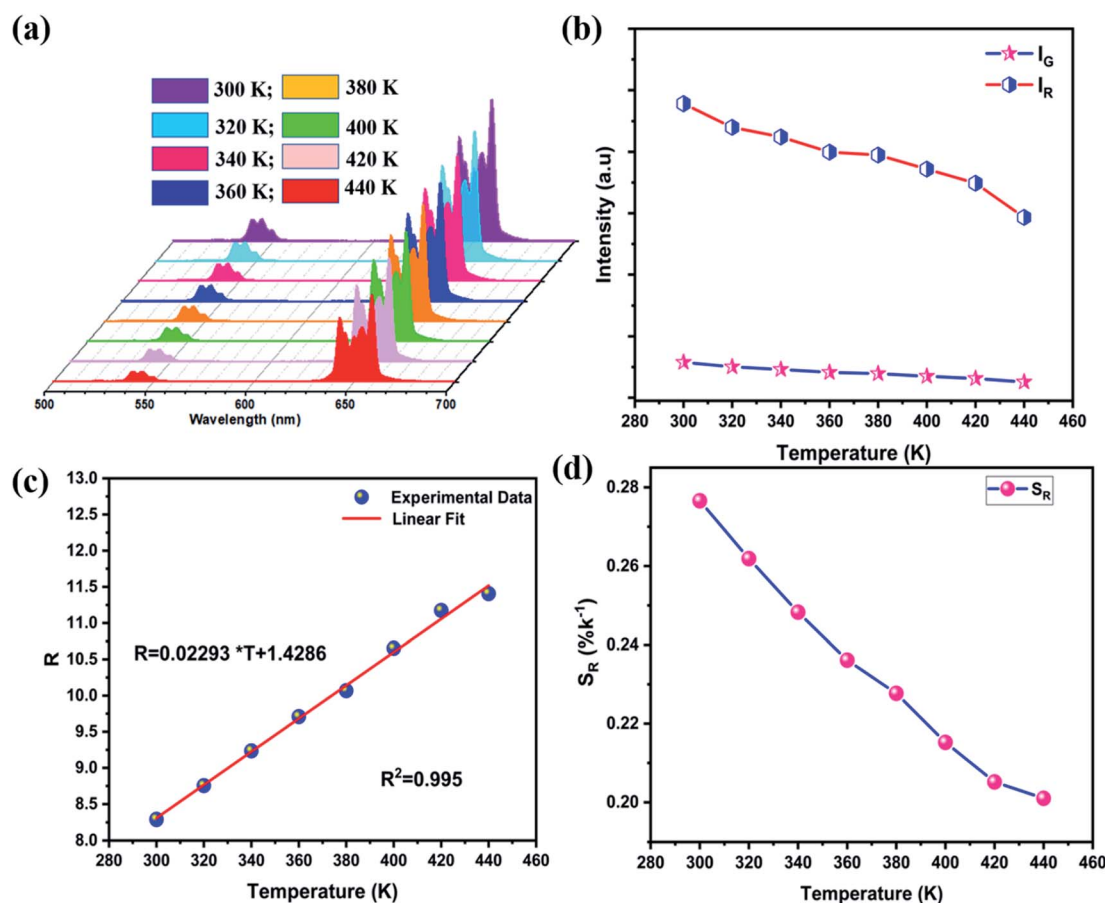 (a)
300 K; 380 K
320 K; 400 K
340 K; 420 K
360 K; 440 K
500 550 600 650 700
Wavelength (nm)
(b)
I_G
I_R
Intensity (a.u)
280 300 320 340 360 380 400 420 440 460
Temperature (K)
(c)
13.0
12.5
12.0
11.5
11.0
10.5
10.0
9.5
9.0
8.5
8.0
R
Experimental Data
Linear Fit
R=0.02293 *T+1.4286
R²=0.995
280 300 320 340 360 380 400 420 440 460
Temperature (K)
(d)
S_R
0.28
0.26
0.24
0.22
0.20
S_R (%k⁻¹)
280 300 320 340 360 380 400 420 440 460
Temperature (K)